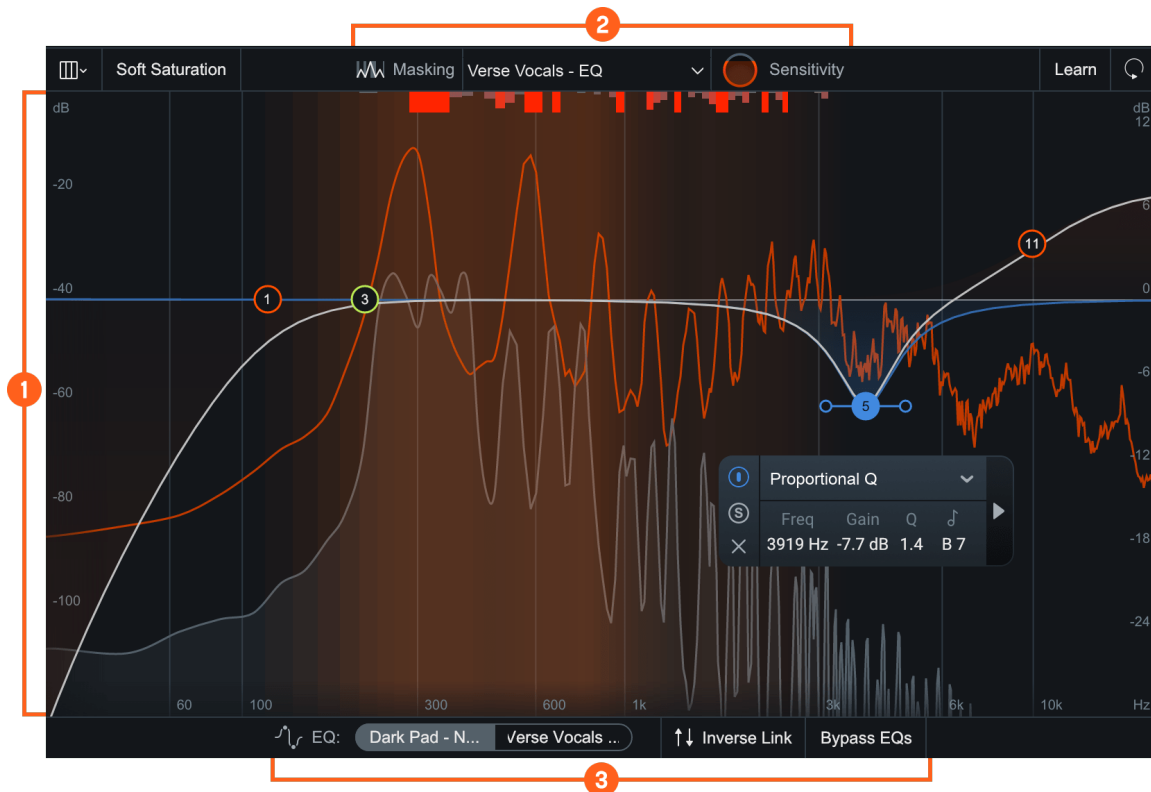 2
Soft Saturation
Masking
Verse Vocals - EQ
Sensitivity
Learn
1
dB
-20
-40
-60
-80
-100
dB
12
6
0
-6
-12
-18
-24
1
3
5
11
Proportional Q
S
Freq Gain Q
3919 Hz -7.7 dB 1.4 B 7
60 100 300 600 1k 3k 6k 10k Hz
EQ:
Dark Pad - N...
Verse Vocals ...
Inverse Link
Bypass EQs
3